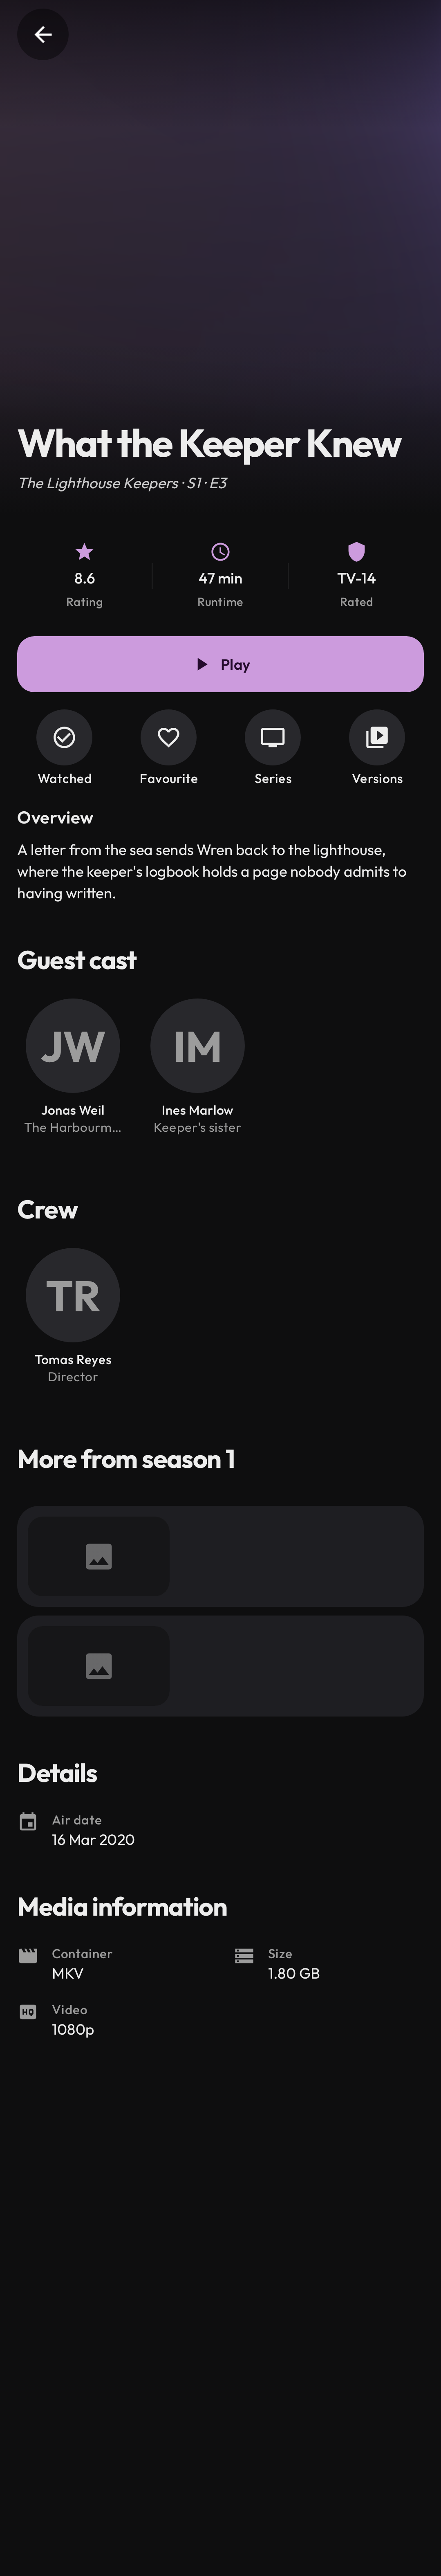 What the Keeper Knew
The Lighthouse Keepers · S1 · E3
8.6
47 min
TV-14
Rating
Runtime
Rated
Play
Watched
Favourite
Series
Versions
Overview
A letter from the sea sends Wren back to the lighthouse,
where the keeper's logbook holds a page nobody admits to
having written.
Guest cast
JW
IM
Jonas Weil
Ines Marlow
The Harbourm...
Keeper's sister
Crew
TR
Tomas Reyes
Director
More from season 1
Details
Air date
16 Mar 2020
Media information
Container
Size
MKV
1.80 GB
HQ
Video
1080p